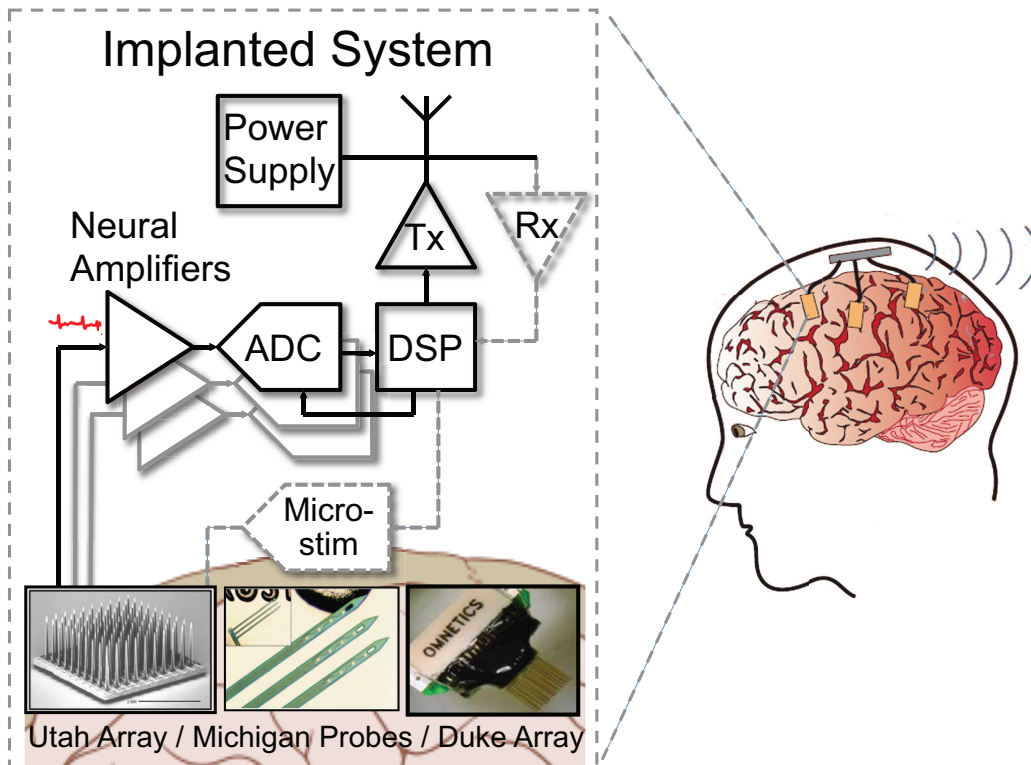 Implanted System
Power
Supply
Tx
Rx
Neural
Amplifiers
ADC
DSP
Micro-
stim
OMNETICS
Utah Array / Michigan Probes / Duke Array